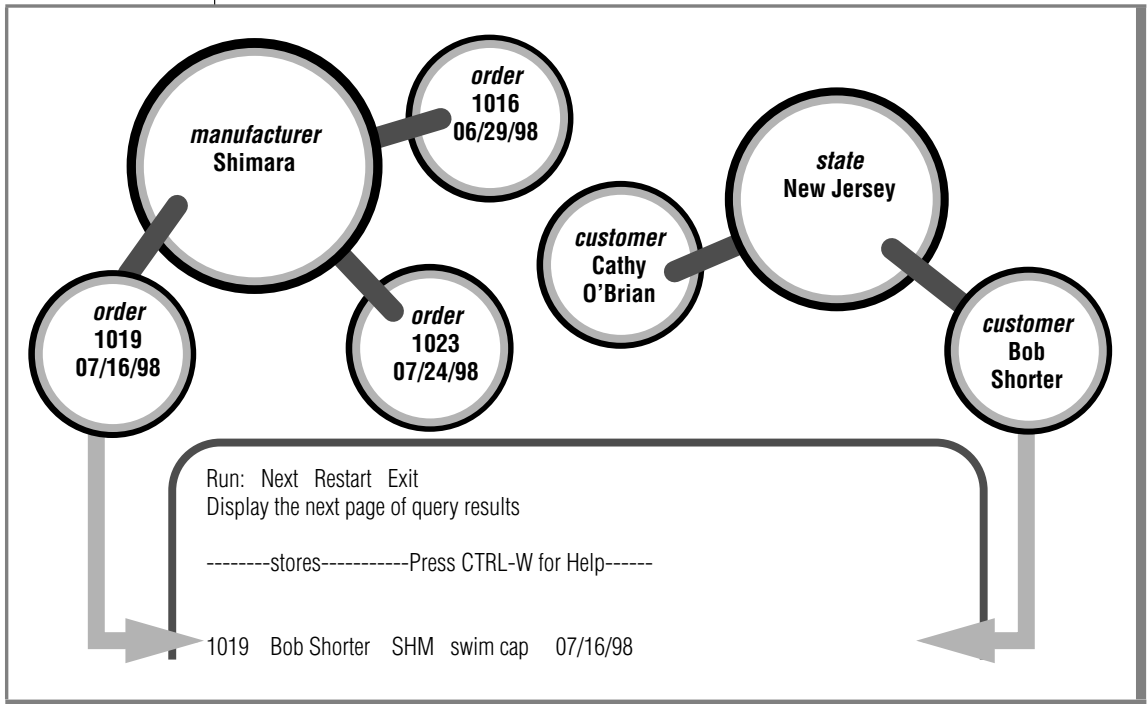 manufacturer
Shimara
order
1016
06/29/98
order
1019
07/16/98
order
1023
07/24/98
state
New Jersey
customer
Cathy
O'Brian
customer
Bob
Shorter
Run: Next Restart Exit
Display the next page of query results
--------stores-----------Press CTRL-W for Help------
1019 Bob Shorter SHM swim cap 07/16/98